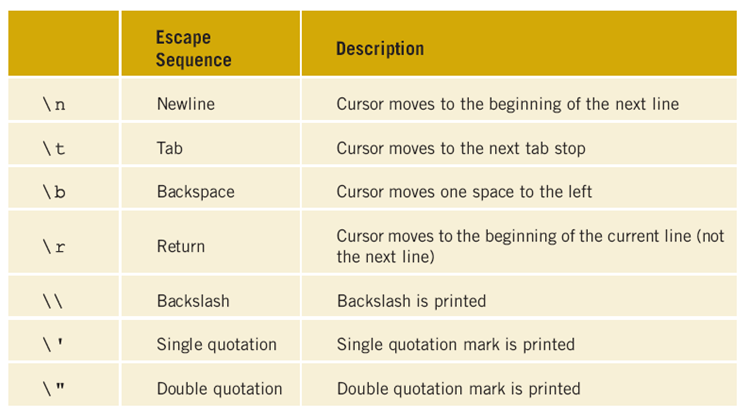 Escape
Sequence
Description
\n Newline Cursor moves to the beginning of the next line
\t Tab Cursor moves to the next tab stop
\b Backspace Cursor moves one space to the left
\r Return Cursor moves to the beginning of the current line (not
the next line)
\\ Backslash Backslash is printed
\' Single quotation Single quotation mark is printed
\" Double quotation Double quotation mark is printed